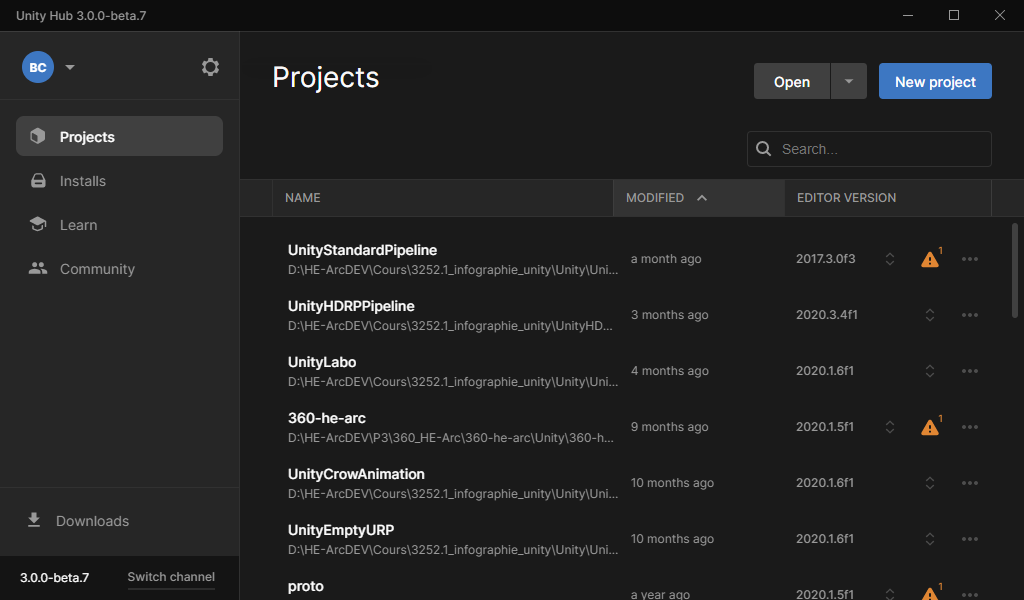 Unity Hub 3.0.0-beta.7
BC
Projects
Installs
Learn
Community
Downloads
3.0.0-beta.7 Switch channel
Projects
Open New project
Search...
NAME MODIFIED EDITOR VERSION
UnityStandardPipeline
D:\HE-ArcDEV\Cours\3252.1_infographie_unity\Unity\Uni... a month ago 2017.3.0f3 1
UnityHDRPPipeline
D:\HE-ArcDEV\Cours\3252.1_infographie_unity\UnityHD... 3 months ago 2020.3.4f1
UnityLabo
D:\HE-ArcDEV\Cours\3252.1_infographie_unity\Unity\Uni... 4 months ago 2020.1.6f1
360-he-arc
D:\HE-ArcDEV\P3\360_HE-Arc\360-he-arc\Unity\360-h... 9 months ago 2020.1.5f1 1
UnityCrowAnimation
D:\HE-ArcDEV\Cours\3252.1_infographie_unity\Unity\Uni... 10 months ago 2020.1.6f1
UnityEmptyURP
D:\HE-ArcDEV\Cours\3252.1_infographie_unity\Unity\Uni... 10 months ago 2020.1.6f1
proto a year ago 2020.1.5f1 1